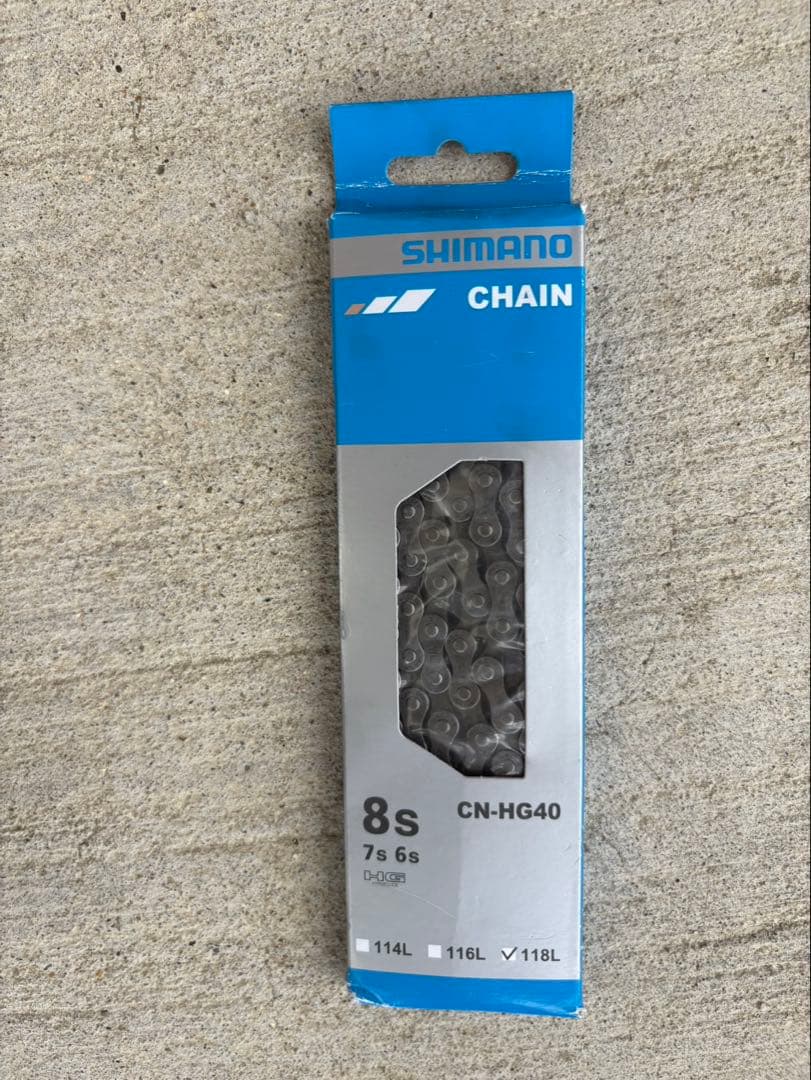 SHIMANO
CHAIN
8s
CN-HG40
7s 6s
HG
114L 116L 118L